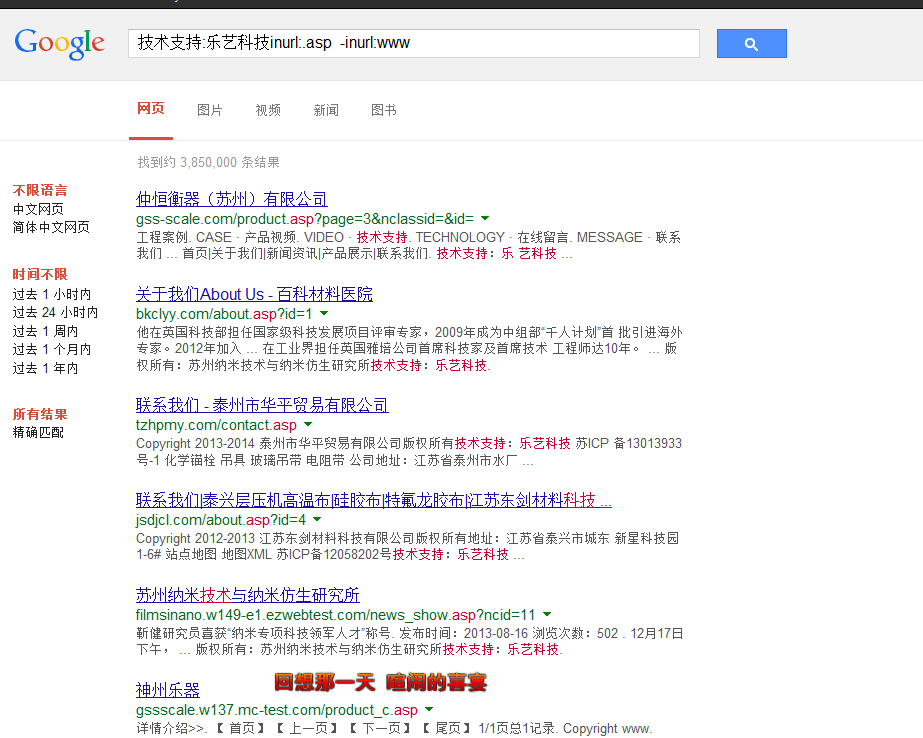 Google
技术支持:乐艺科技inurl:.asp -inurl:www
网页 图片 视频 新闻 图书
找到约 3,850,000 条结果
不限语言
中文网页
简体中文网页
时间不限
过去 1 小时内
过去 24 小时内
过去 1 周内
过去 1 个月内
过去 1 年内
所有结果
精确匹配
仲恒衡器（苏州）有限公司
gss-scale.com/product.asp?page=3&nclassid=&id=
工程案例. CASE · 产品视频. VIDEO · 技术支持. TECHNOLOGY · 在线留言. MESSAGE · 联系
我们 ... 首页|关于我们|新闻资讯|产品展示|联系我们. 技术支持：乐 艺科技 ...
关于我们About Us - 百科材料医院
bkclyy.com/about.asp?id=1
他在英国科技部担任国家级科技发展项目评审专家，2009年成为中组部“千人计划”首 批引进海外
专家。2012年加入 ... 在工业界担任英国雅培公司首席科技家及首席技术 工程师达10年。 ... 版
权所有：苏州纳米技术与纳米仿生研究所技术支持：乐艺科技.
联系我们 - 泰州市华平贸易有限公司
tzhpmy.com/contact.asp
Copyright 2013-2014 泰州市华平贸易有限公司版权所有技术支持：乐艺科技 苏ICP 备13013933
号-1 化学锚栓 吊具 玻璃吊带 电阻带 公司地址：江苏省泰州市水厂 ...
联系我们|泰兴层压机高温布|硅胶布|特氟龙胶布|江苏东剑材料科技 ...
jsdjcl.com/about.asp?id=4
Copyright 2012-2013 江苏东剑材料科技有限公司版权所有地址：江苏省泰兴市城东 新星科技园
1-6# 站点地图 地图XML 苏ICP备12058202号技术支持：乐艺科技 ...
苏州纳米技术与纳米仿生研究所
filmsinano.w149-e1.ezwebtest.com/news_show.asp?ncid=11
靳健研究员喜获“纳米专项科技领军人才”称号. 发布时间：2013-08-16 浏览次数：502 . 12月17日
下午， ... 版权所有：苏州纳米技术与纳米仿生研究所技术支持：乐艺科技.
回想那一天 喧闹的喜宴
神州乐器
gssscale.w137.mc-test.com/product_c.asp
详情介绍>>. 【 首页 】 【 上一页 】 【 下一页 】 【 尾页 】 1/1页总1记录. Copyright www.